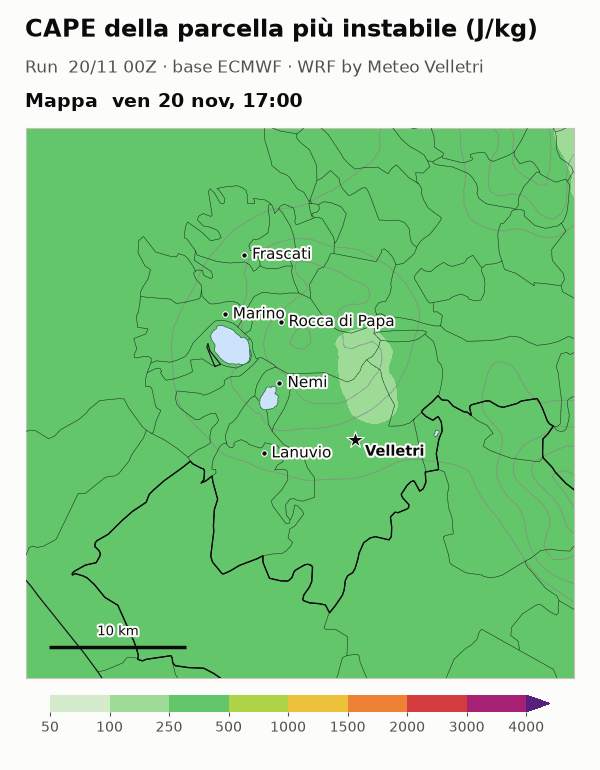 CAPE della parcella più instabile (J/kg)
Run  20/11 00Z · base ECMWF · WRF by Meteo Velletri
Mappa  ven 20 nov, 17:00
Frascati
Marino
Rocca di Papa
Nemi
Velletri
Lanuvio
10 km
50 100 250 500 1000 1500 2000 3000 4000